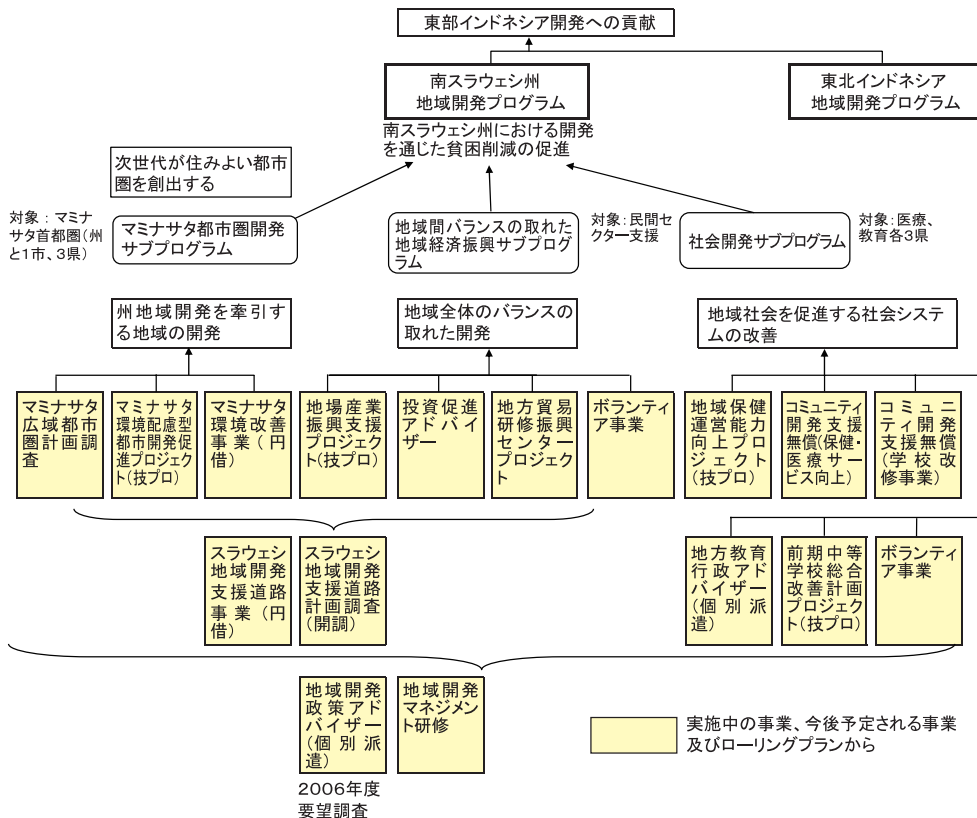 東部インドネシア開発への貢献
南スラウェシ州
地域開発プログラム
東北インドネシア
地域開発プログラム
南スラウェシ州における開発
を通じた貧困削減の促進
次世代が住みよい都市
圏を創出する
対象：マミナ
サタ首都圏(州
と1市、3県)
マミナサタ都市圏開発
サブプログラム
地域間バランスの取れた
地域経済振興サブプログ
ラム
対象：民間セ
クター支援
社会開発サブプログラム
対象：医療、
教育各3県
州地域開発を牽引す
る地域の開発
地域全体のバランスの
取れた開発
地域社会を促進する社会システ
ムの改善
マミナサタ
広域都市
圏計画調
査
マミナサタ
環境配慮型
都市開発促
進プロジェク
ト(技プロ)
マミナサタ
環境改善
事業(円
借)
地場産業
振興支援
プロジェク
ト(技プロ)
投資促進
アドバイ
ザー
地方貿易
研修振興
センタープ
ロジェクト
ボランティ
ア事業
地域保健
運営能力
向上プロ
ジェクト
(技プロ)
コミュニティ
開発支援
無償(保健・
医療サー
ビス向上)
コミュニ
ティ開発
支援無償
(学校改
修事業)
スラウェシ
地域開発
支援道路
事業(円
借)
スラウェシ
地域開発
支援道路
計画調査
(開調)
地方教育
行政アド
バイザー
(個別派
遣)
前期中等
学校総合
改善計画
プロジェク
ト(技プロ)
ボランティ
ア事業
地域開発
政策アド
バイザー
(個別派
遣)
地域開発
マネジメン
ト研修
実施中の事業、今後予定される事業
及びローリングプランから
2006年度
要望調査